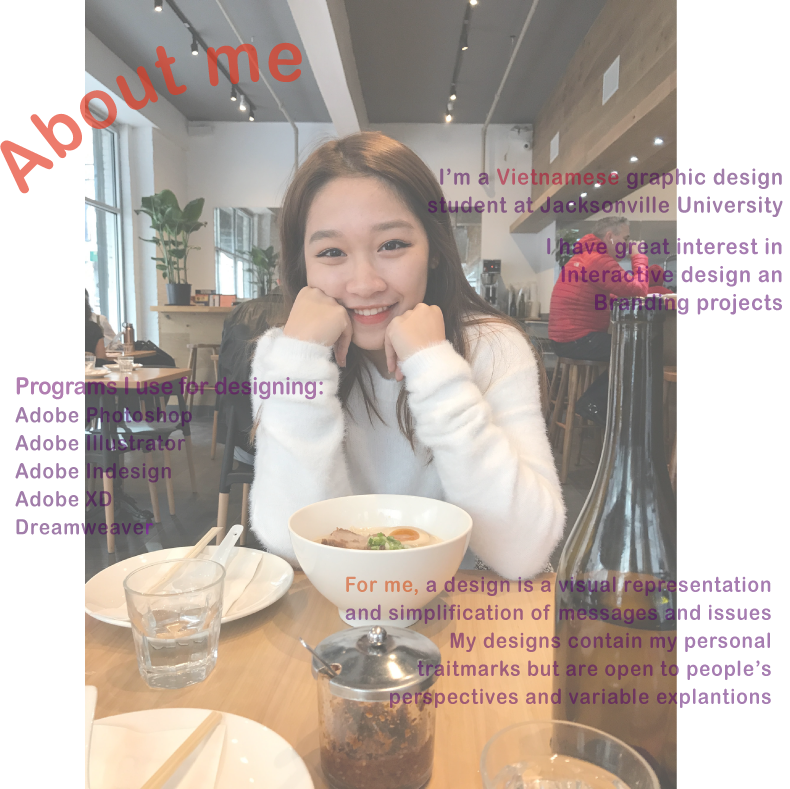 About me
I'm a Vietnamese graphic design
student at Jacksonville University
I have great interest in
Interactive design an
Branding projects
Programs I use for designing:
Adobe Photoshop
Adobe Illustrator
Adobe Indesign
Adobe XD
Dreamweaver
For me, a design is a visual representation
and simplification of messages and issues
My designs contain my personal
traitmarks but are open to people's
perspectives and variable explantions